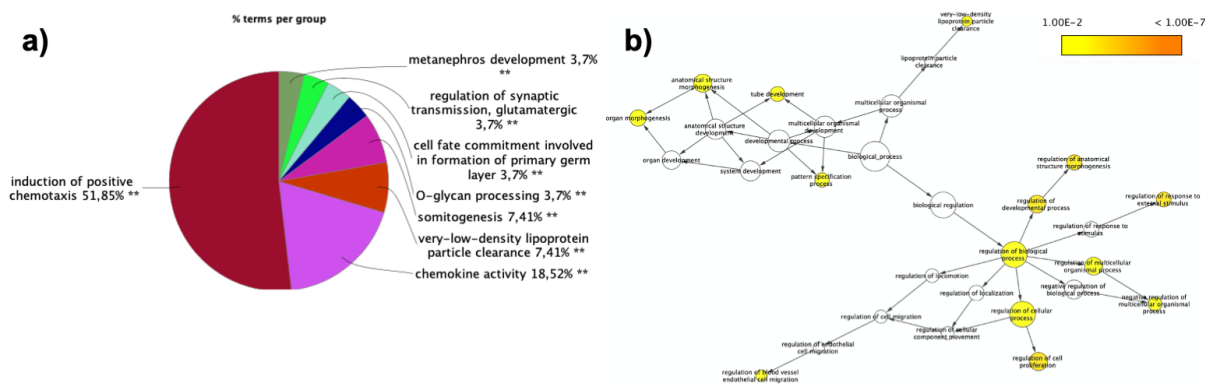 % terms per group
a)
metanephros development 3,7%
**
regulation of synaptic
transmission, glutamatergic
3,7% **
cell fate commitment involved
in formation of primary germ
layer 3,7% **
O-glycan processing 3,7% **
somitogenesis 7,41% **
very-low-density lipoprotein
particle clearance 7,41% **
chemokine activity 18,52% **
induction of positive
chemotaxis 51,85% **
b)
1.00E-2
< 1.00E-7
very-low-density
lipoprotein particle
clearance
lipoprotein particle
clearance
anatomical structure
morphogenesis
tube development
multicellular organismal
process
organ morphogenesis
anatomical structure
development
multicellular organismal
development
developmental process
organ development
system development
pattern specification
process
biological_process
regulation of anatomical
structure morphogenesis
biological regulation
regulation of
developmental process
regulation of response to
external stimulus
regulation of response to
stimulus
regulation of biological
process
regulation of multicellular
organismal process
regulation of locomotion
negative regulation of
biological process
regulation of localization
negative regulation of
multicellular organismal
process
regulation of cell migration
regulation of cellular
process
regulation of cellular
component movement
regulation of endothelial
cell migration
regulation of cell
proliferation
regulation of blood vessel
endothelial cell migration